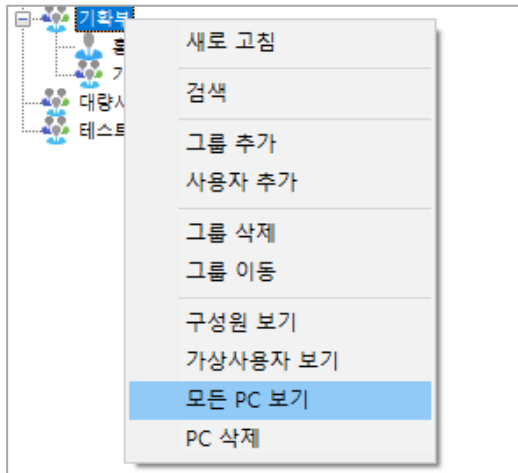 기획부
새로 고침
검색
대량
그룹 추가
테스트
사용자 추가
그룹 삭제
그룹 이동
구성원 보기
가상사용자 보기
모든 PC 보기
PC 삭제